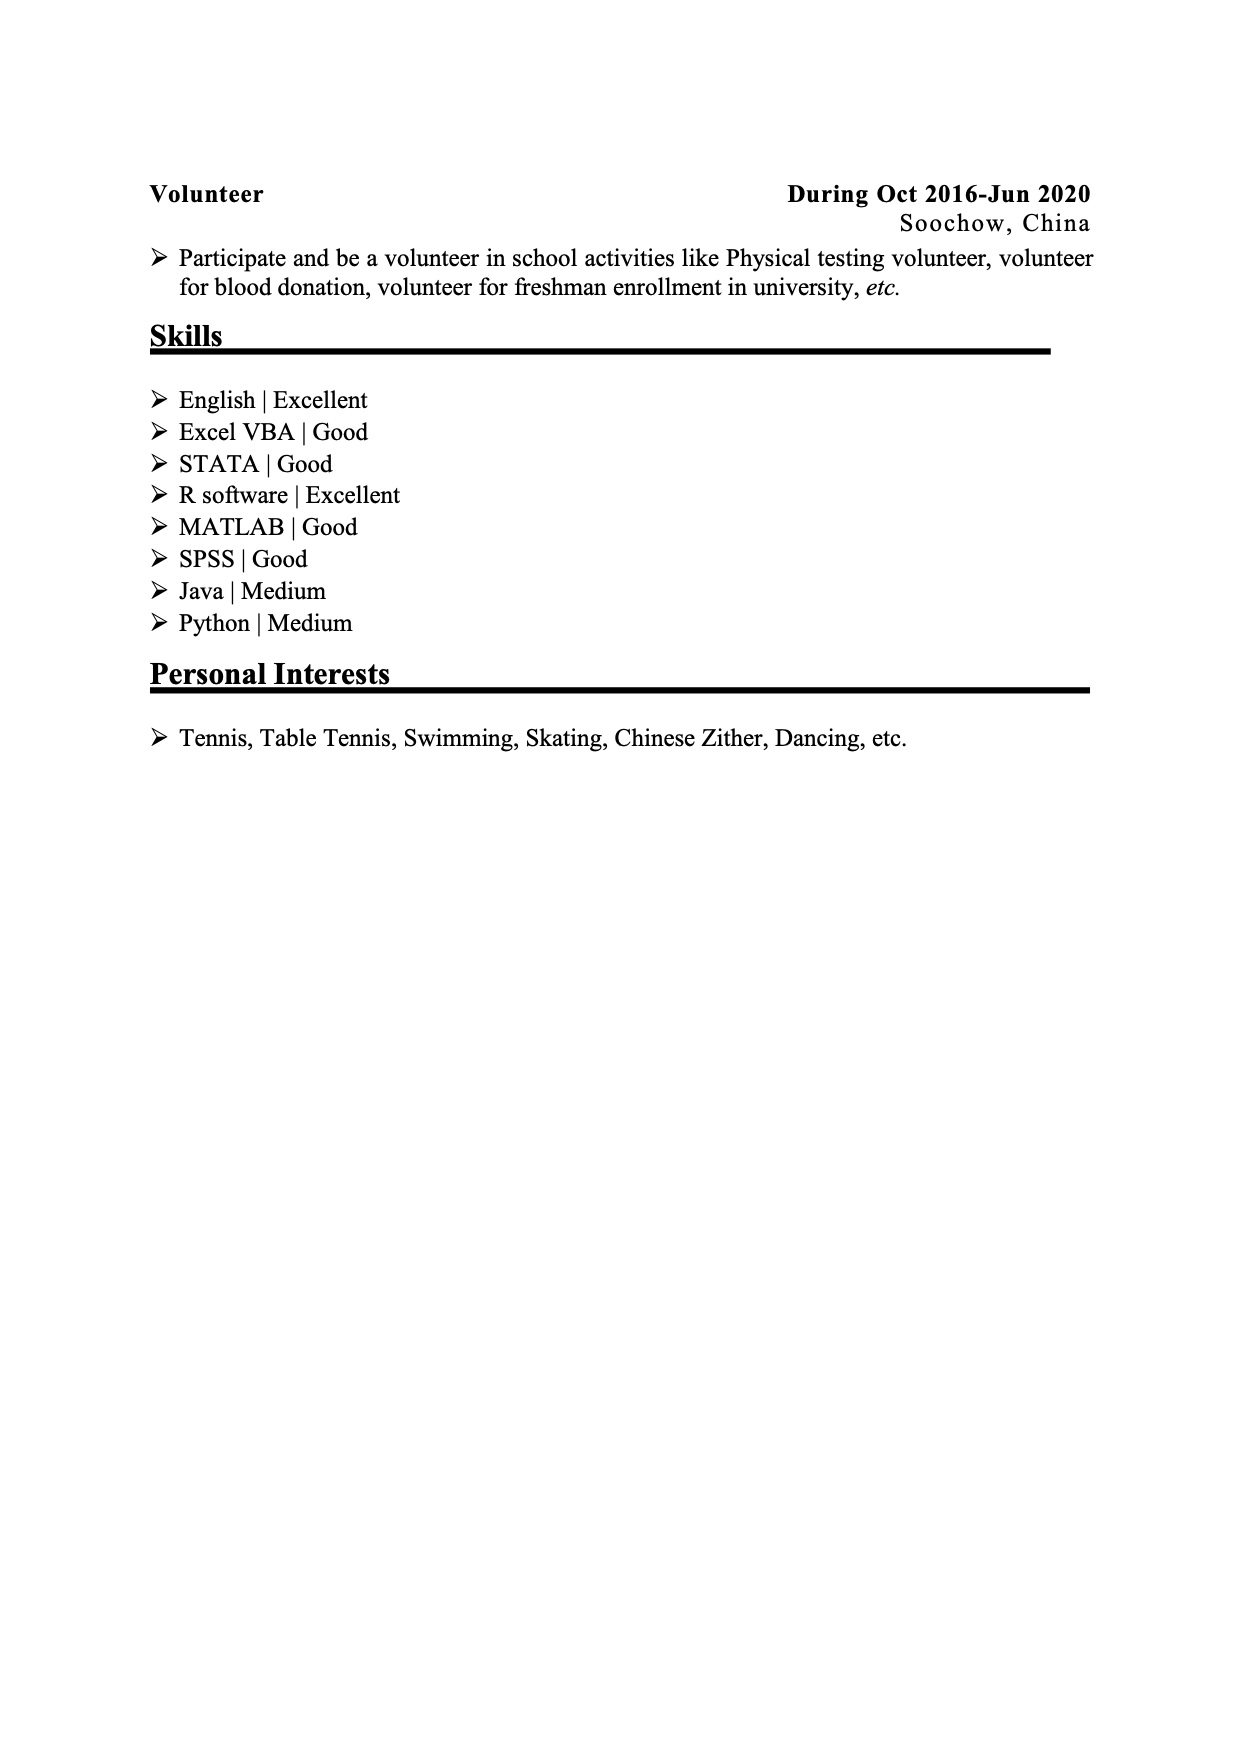 Volunteer During Oct 2016-Jun 2020
Soochow, China
➢ Participate and be a volunteer in school activities like Physical testing volunteer, volunteer
for blood donation, volunteer for freshman enrollment in university, etc.
Skills
➢ English | Excellent
➢ Excel VBA | Good
➢ STATA | Good
➢ R software | Excellent
➢ MATLAB | Good
➢ SPSS | Good
➢ Java | Medium
➢ Python | Medium
Personal Interests
➢ Tennis, Table Tennis, Swimming, Skating, Chinese Zither, Dancing, etc.